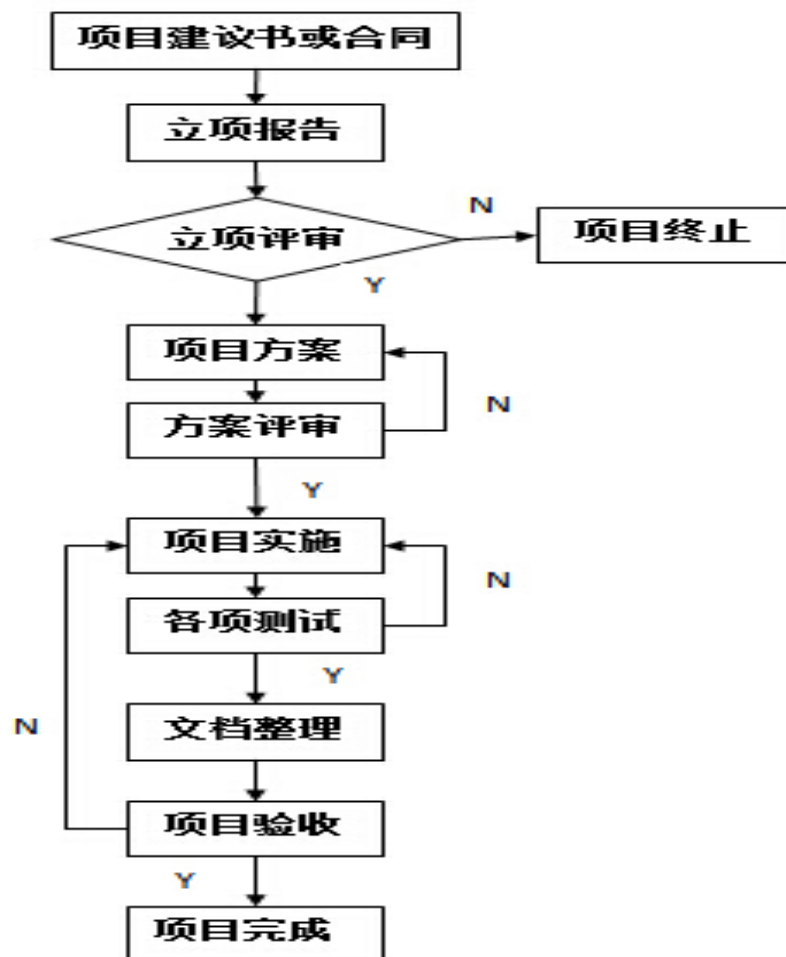 项目建议书或合同
立项报告
N
立项评审
项目终止
Y
项目方案
N
方案评审
Y
项目实施
N
各项测试
Y
N
文档整理
项目验收
Y
项目完成